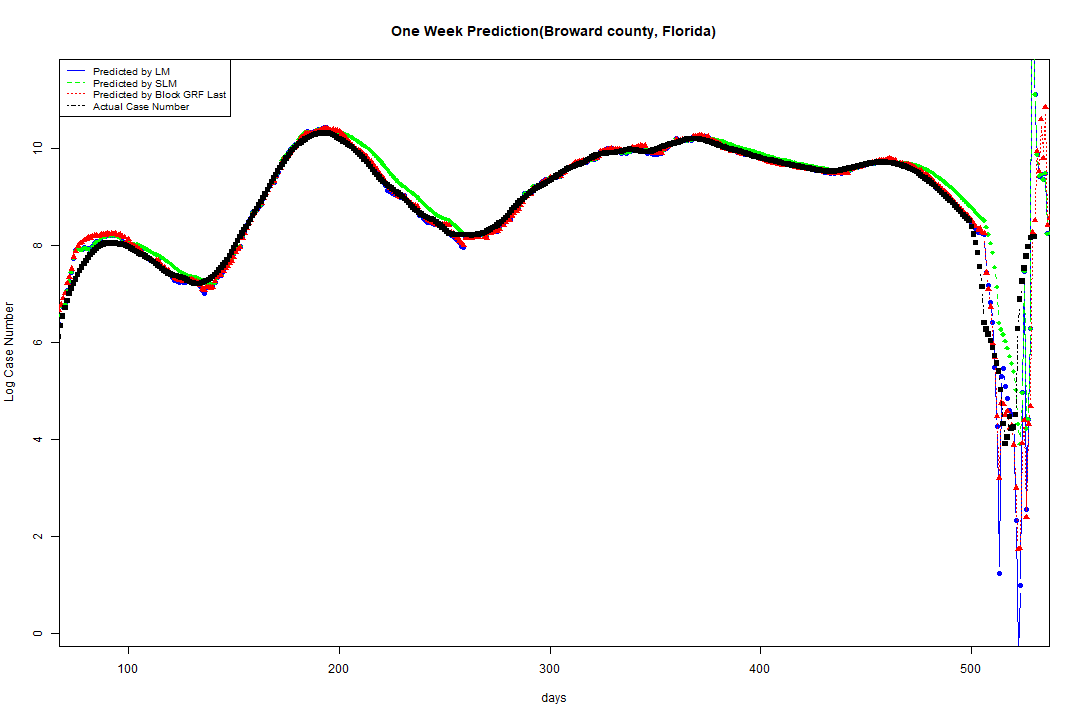 One Week Prediction(Broward county, Florida)
Predicted by LM
Predicted by SLM
Predicted by Block GRF Last
Actual Case Number
10
8
6
4
2
0
Log Case Number
100 200 300 400 500
days